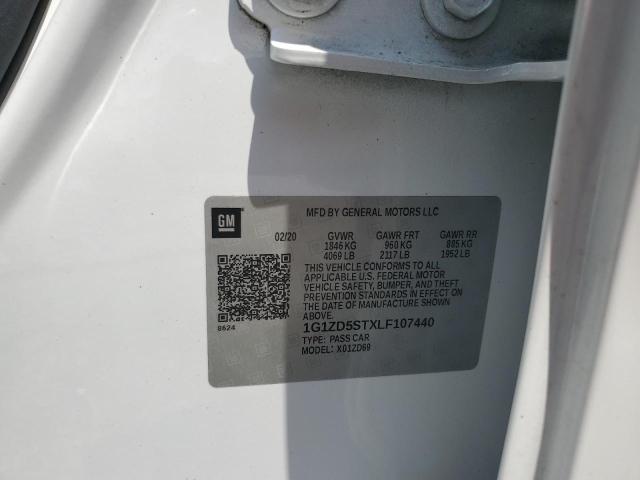 GM
MFD BY GENERAL MOTORS LLC
02/20 GVWR GAWR FRT GAWR RR
1846 KG 960 KG 885 KG
4069 LB 2117 LB 1952 LB
THIS VEHICLE CONFORMS TO ALL
APPLICABLE U.S. FEDERAL MOTOR
VEHICLE SAFETY, BUMPER, AND THEFT
PREVENTION STANDARDS IN EFFECT
ON THE DATE OF MANUFACTURE
8624
1G1ZD5STXLF107440
TYPE: PASS CAR
MODEL: X01ZD69